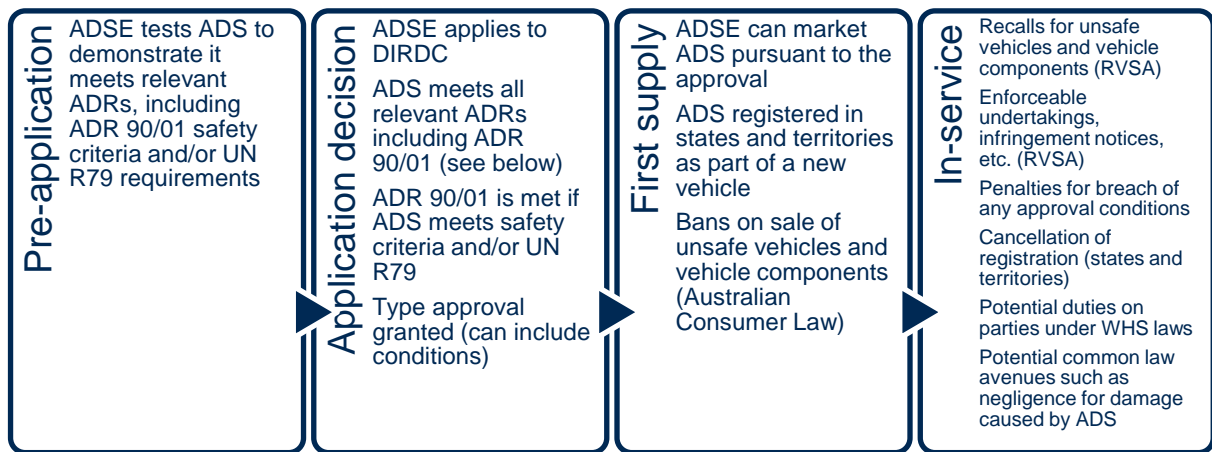 Pre-application
ADSE tests ADS to
demonstrate it
meets relevant
ADRs, including
ADR 90/01 safety
criteria and/or UN
R79 requirements
Application decision
ADSE applies to
DIRDC
ADS meets all
relevant ADRs
including ADR
90/01 (see below)
ADR 90/01 is met if
ADS meets safety
criteria and/or UN
R79
Type approval
granted (can include
conditions)
First supply
ADSE can market
ADS pursuant to the
approval
ADS registered in
states and territories
as part of a new
vehicle
Bans on sale of
unsafe vehicles and
vehicle components
(Australian
Consumer Law)
In-service
Recalls for unsafe
vehicles and vehicle
components (RVSA)
Enforceable
undertakings,
infringement notices,
etc. (RVSA)
Penalties for breach of
any approval conditions
Cancellation of
registration (states and
territories)
Potential duties on
parties under WHS laws
Potential common law
avenues such as
negligence for damage
caused by ADS